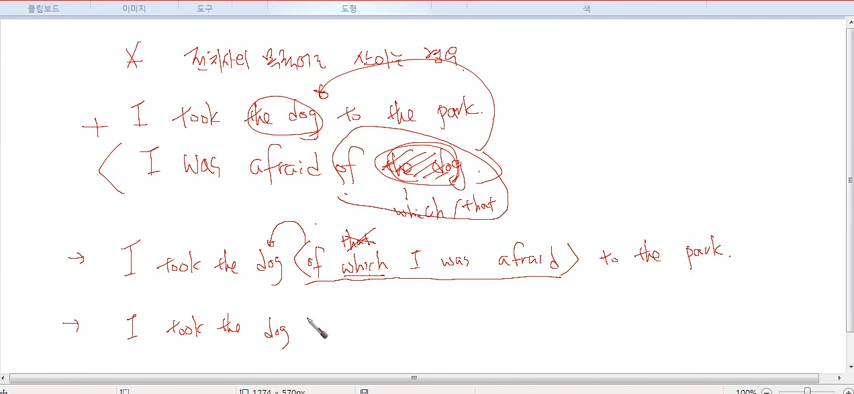 클립보드 이미지 도구 도형 색
* 전치사의 목적어로 쓰이는 경우.
+ I took the dog to the park.
I was afraid of the dog.
which / that
that
→ I took the dog (of which I was afraid) to the park.
→ I took the dog
1274 × 570px 100%